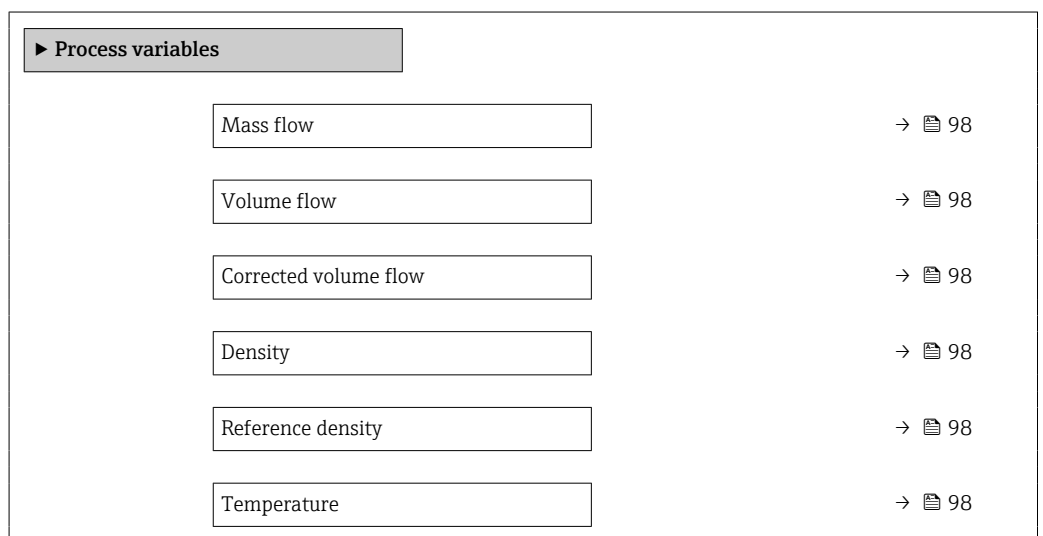 ▶ Process variables
Mass flow → 98
Volume flow → 98
Corrected volume flow → 98
Density → 98
Reference density → 98
Temperature → 98